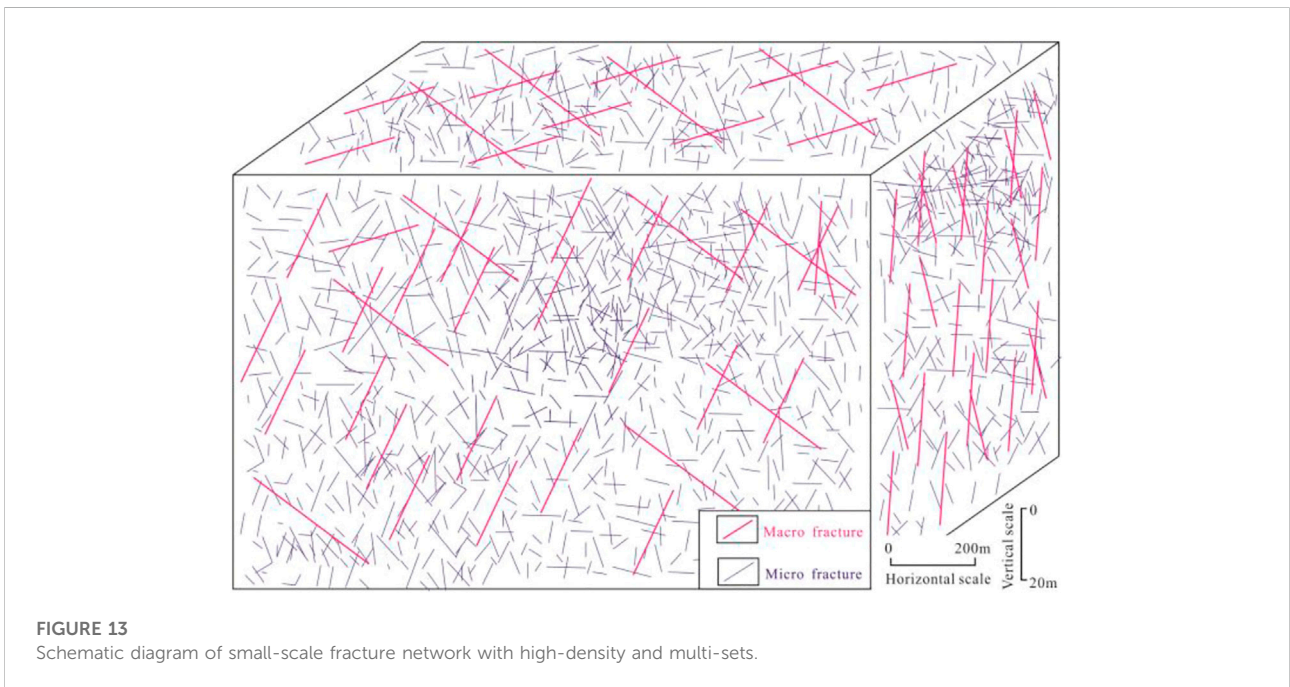 Macro fracture
Micro fracture
0 200m
Horizontal scale
Vertical scale
0
20m
FIGURE 13
Schematic diagram of small-scale fracture network with high-density and multi-sets.